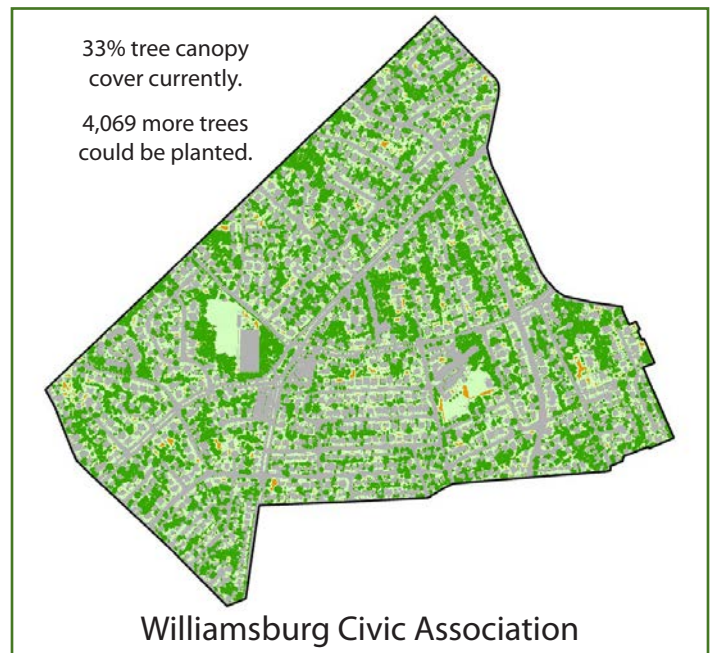 33% tree canopy
cover currently.
4,069 more trees
could be planted.
Williamsburg Civic Association